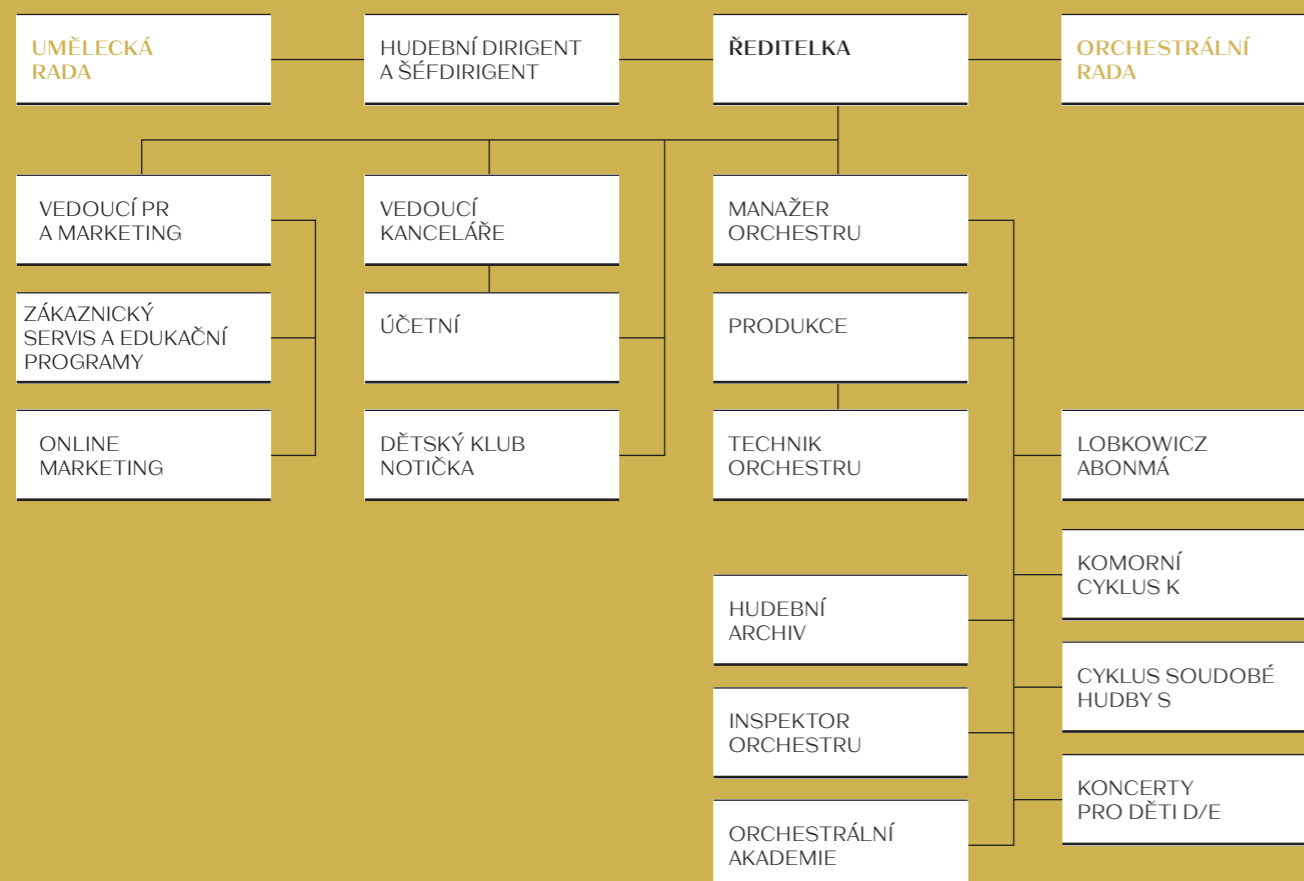 UMĚLECKÁ
RADA
HUDEBNÍ DIRIGENT
A ŠÉFDIRIGENT
ŘEDITELKA
ORCHESTRÁLNÍ
RADA
VEDOUCÍ PR
A MARKETING
VEDOUCÍ
KANCELÁŘE
MANAŽER
ORCHESTRU
ZÁKAZNICKÝ
SERVIS A EDUKAČNÍ
PROGRAMY
ÚČETNÍ
PRODUKCE
ONLINE
MARKETING
DĚTSKÝ KLUB
NOTIČKA
TECHNIK
ORCHESTRU
LOBKOWICZ
ABONMÁ
KOMORNÍ
CYKLUS K
HUDEBNÍ
ARCHIV
CYKLUS SOUDOBÉ
HUDBY S
INSPEKTOR
ORCHESTRU
KONCERTY
PRO DĚTI D/E
ORCHESTRÁLNÍ
AKADEMIE